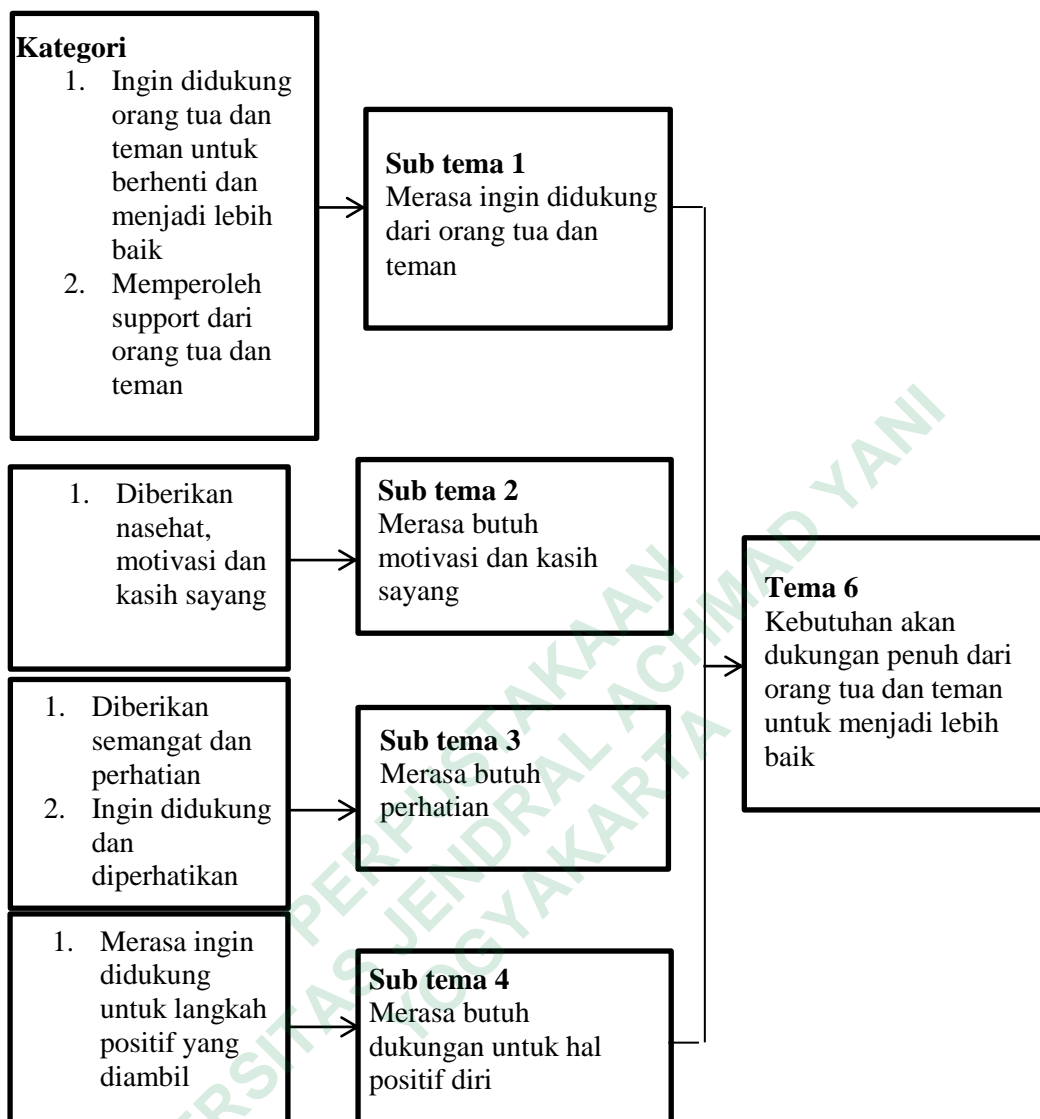 Kategori
1. Ingin didukung
orang tua dan
teman untuk
berhenti dan
menjadi lebih
baik
2. Memperoleh
support dari
orang tua dan
teman
Sub tema 1
Merasa ingin didukung
dari orang tua dan
teman
1. Diberikan
nasehat,
motivasi dan
kasih sayang
Sub tema 2
Merasa butuh
motivasi dan kasih
sayang
1. Diberikan
semangat dan
perhatian
2. Ingin didukung
dan
diperhatikan
Sub tema 3
Merasa butuh
perhatian
1. Merasa ingin
didukung
untuk langkah
positif yang
diambil
Sub tema 4
Merasa butuh
dukungan untuk hal
positif diri
Tema 6
Kebutuhan akan
dukungan penuh dari
orang tua dan teman
untuk menjadi lebih
baik
PERPUSTAKAAN
ERSITAS JENDRAL ACHMAD YANI
YOGYAKARTA